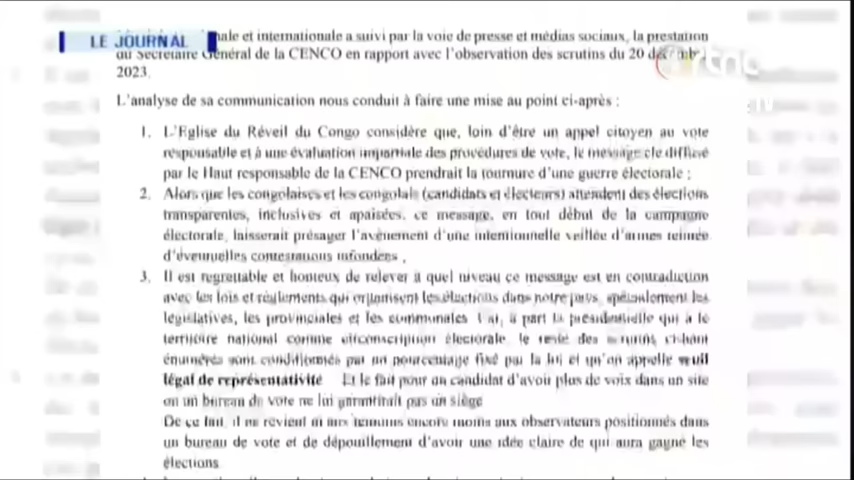 LE JOURNAL
nale et internationale a suivi par la voie de presse et médias sociaux, la prestation
du Secrétaire Général de la CENCO en rapport avec l'observation des scrutins du 20 décembre
2023.
L'analyse de sa communication nous conduit à faire une mise au point ci-après :
1. L'Eglise du Réveil du Congo considère que, loin d'être un appel citoyen au vote
responsable et à une évaluation impartiale des procédures de vote, le message
par le Haut responsable de la CENCO prendrait la tournure d'une guerre électorale ;
2. Alors que les congolaises et les congolais (candidats et électeurs) attendent des élections
transparentes, inclusives et apaisées, ce message, en tout début de la campagne
électorale, laisserait présager l'avènement d'une intentionnelle veillée d'armes
d'éventuelles contestations infondées ;
3. Il est regrettable et honteux de relever à quel niveau ce message est en contradiction
avec les lois et règlements qui organisent les élections dans notre pays, spécialement les
législatives, les provinciales et les communales à part la présidentielle qui a le
territoire national comme circonscription électorale, le reste des scrutins
énumérés sont conditionnés par un pourcentage fixé par la loi et qu'on appelle seuil
légal de représentativité Et le fait pour un candidat d'avoir plus de voix dans un site
ou un bureau de vote ne lui garantirait pas un siège
De ce fait, il ne revient ni aux témoins encore moins aux observateurs positionnés dans
un bureau de vote et de dépouillement d'avoir une idée claire de qui aura gagné les
élections